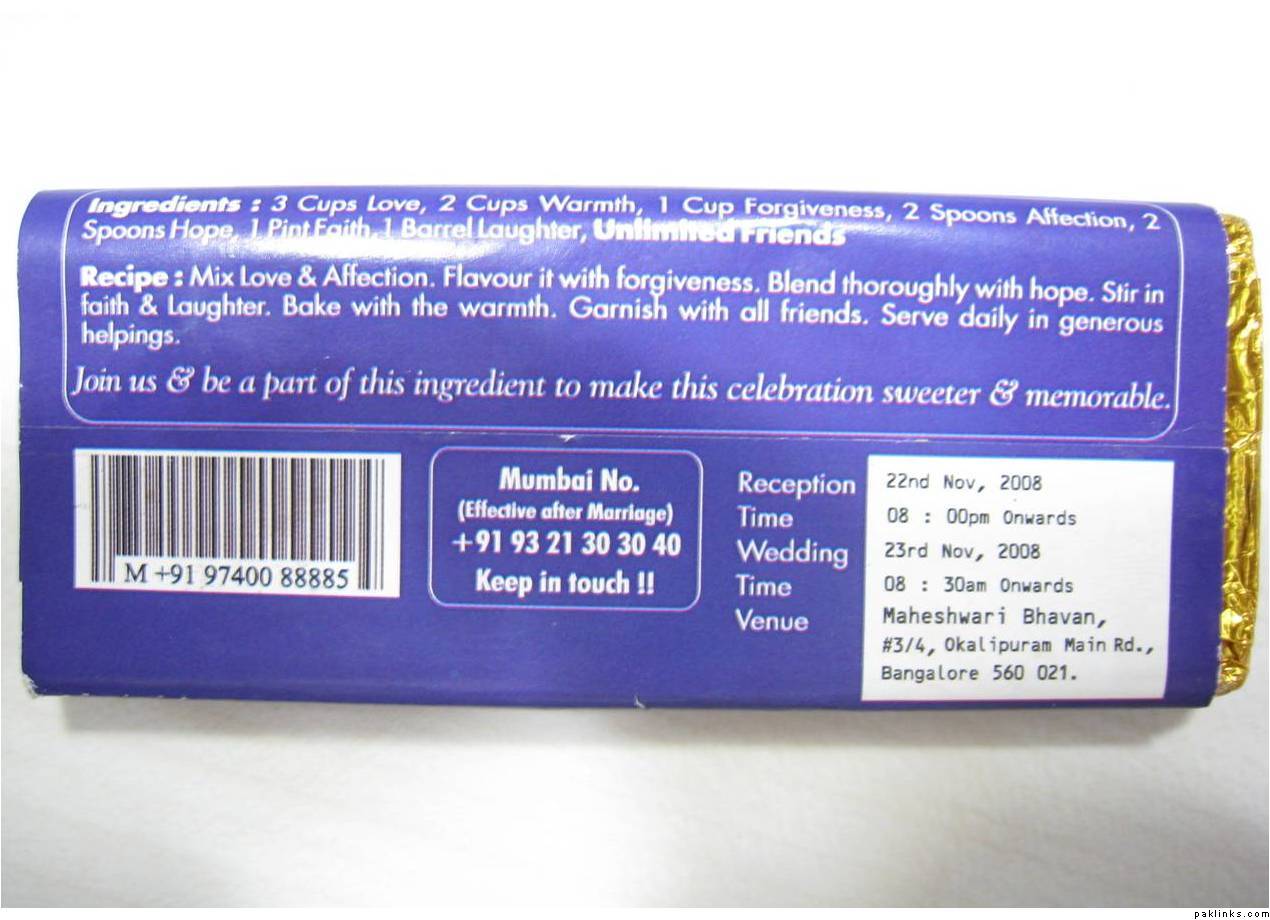 Ingredients : 3 Cups Love, 2 Cups Warmth, 1 Cup Forgiveness, 2 Spoons Affection, 2
Spoons Hope, 1 Pint Faith, 1 Barrel Laughter, Unlimited Friends
Recipe : Mix Love & Affection. Flavour it with forgiveness. Blend thoroughly with hope. Stir in
faith & Laughter. Bake with the warmth. Garnish with all friends. Serve daily in generous
helpings.
Join us & be a part of this ingredient to make this celebration sweeter & memorable.
M +91 97400 88885
Mumbai No.
(Effective after Marriage)
+91 93 21 30 30 40
Keep in touch !!
Reception 22nd Nov, 2008
Time 08 : 00pm Onwards
Wedding 23rd Nov, 2008
Time 08 : 30am Onwards
Venue Maheshwari Bhavan,
#3/4, Okalipuram Main Rd.,
Bangalore 560 021.
paklinks.com